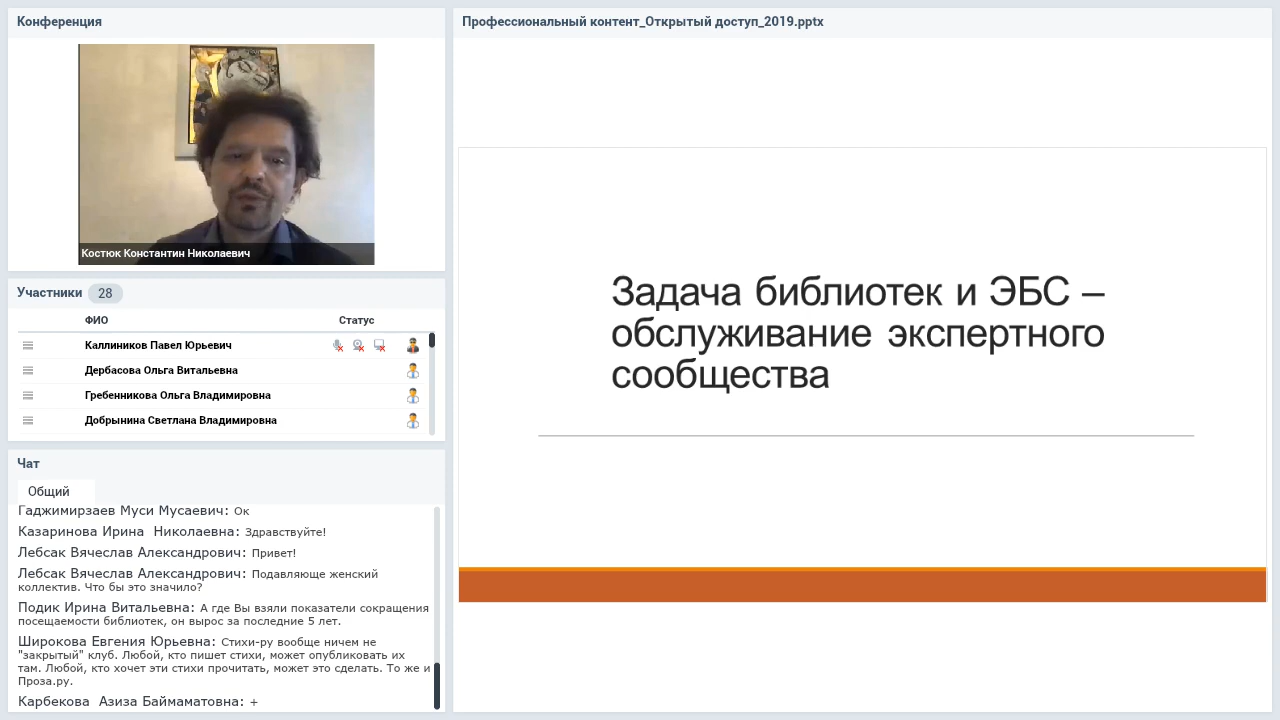 Конференция
Костюк Константин Николаевич
Участники 28
ФИО Статус
Каллиников Павел Юрьевич
Дербасова Ольга Витальевна
Гребенникова Ольга Владимировна
Добрынина Светлана Владимировна
Чат
Общий
Гаджимирзаев Муси Мусаевич: Ок
Казаринова Ирина  Николаевна: Здравствуйте!
Лебсак Вячеслав Александрович: Привет!
Лебсак Вячеслав Александрович: Подавляюще женский
коллектив. Что бы это значило?
Подик Ирина Витальевна: А где Вы взяли показатели сокращения
посещаемости библиотек, он вырос за последние 5 лет.
Широкова Евгения Юрьевна: Стихи-ру вообще ничем не
"закрытый" клуб. Любой, кто пишет стихи, может опубликовать их
там. Любой, кто хочет эти стихи прочитать, может это сделать. То же и
Проза.ру.
Карбекова  Азиза Баймаматовна: +
Профессиональный контент_Открытый доступ_2019.pptx
Задача библиотек и ЭБС –
обслуживание экспертного
сообщества